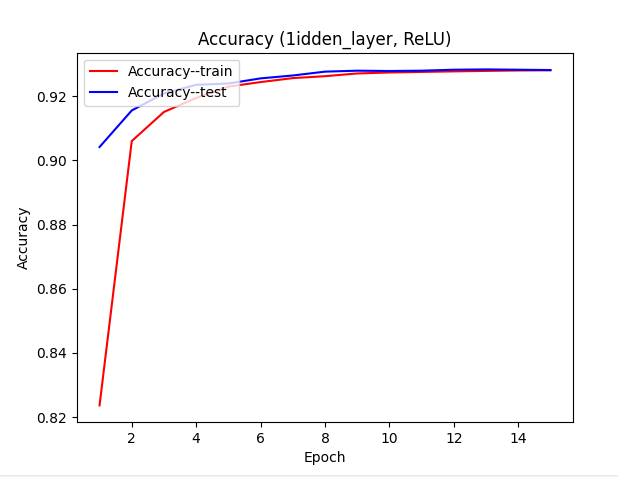 Accuracy (1idden_layer, ReLU)
Accuracy--train
Accuracy--test
0.92
0.90
0.88
0.86
0.84
0.82
Accuracy
2 4 6 8 10 12 14
Epoch